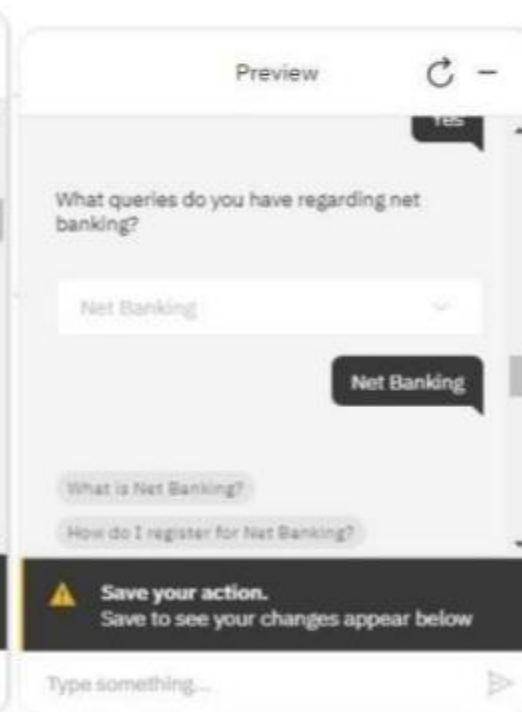 Preview
Yes
What queries do you have regarding net
banking?
Net Banking
Net Banking
What is Net Banking?
How do I register for Net Banking?
Save your action.
Save to see your changes appear below
Type something...